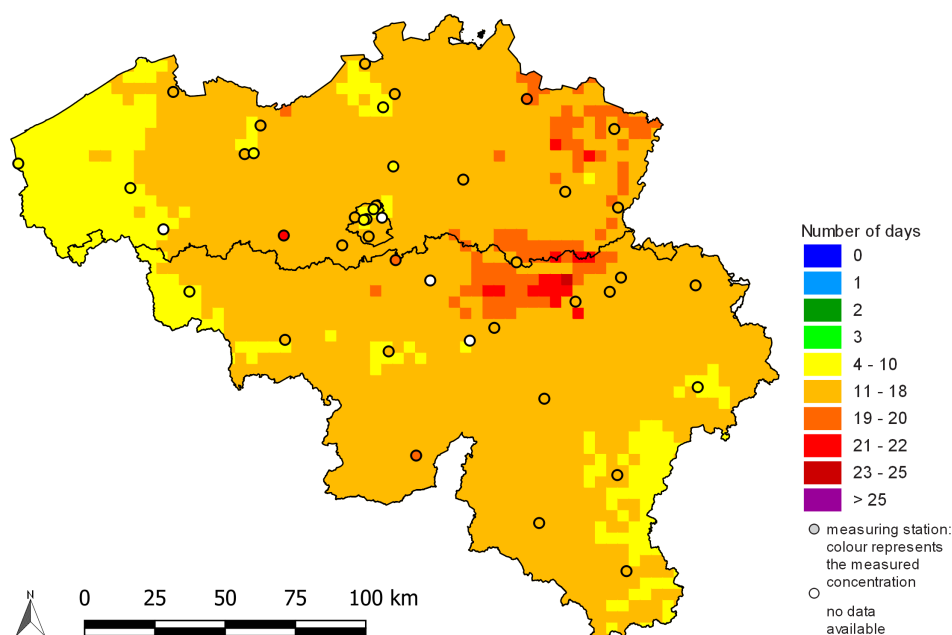 Number of days
0
1
2
3
4 - 10
11 - 18
19 - 20
21 - 22
23 - 25
> 25
measuring station:
colour represents
the measured
concentration
no data
available
N
0 25 50 75 100 km